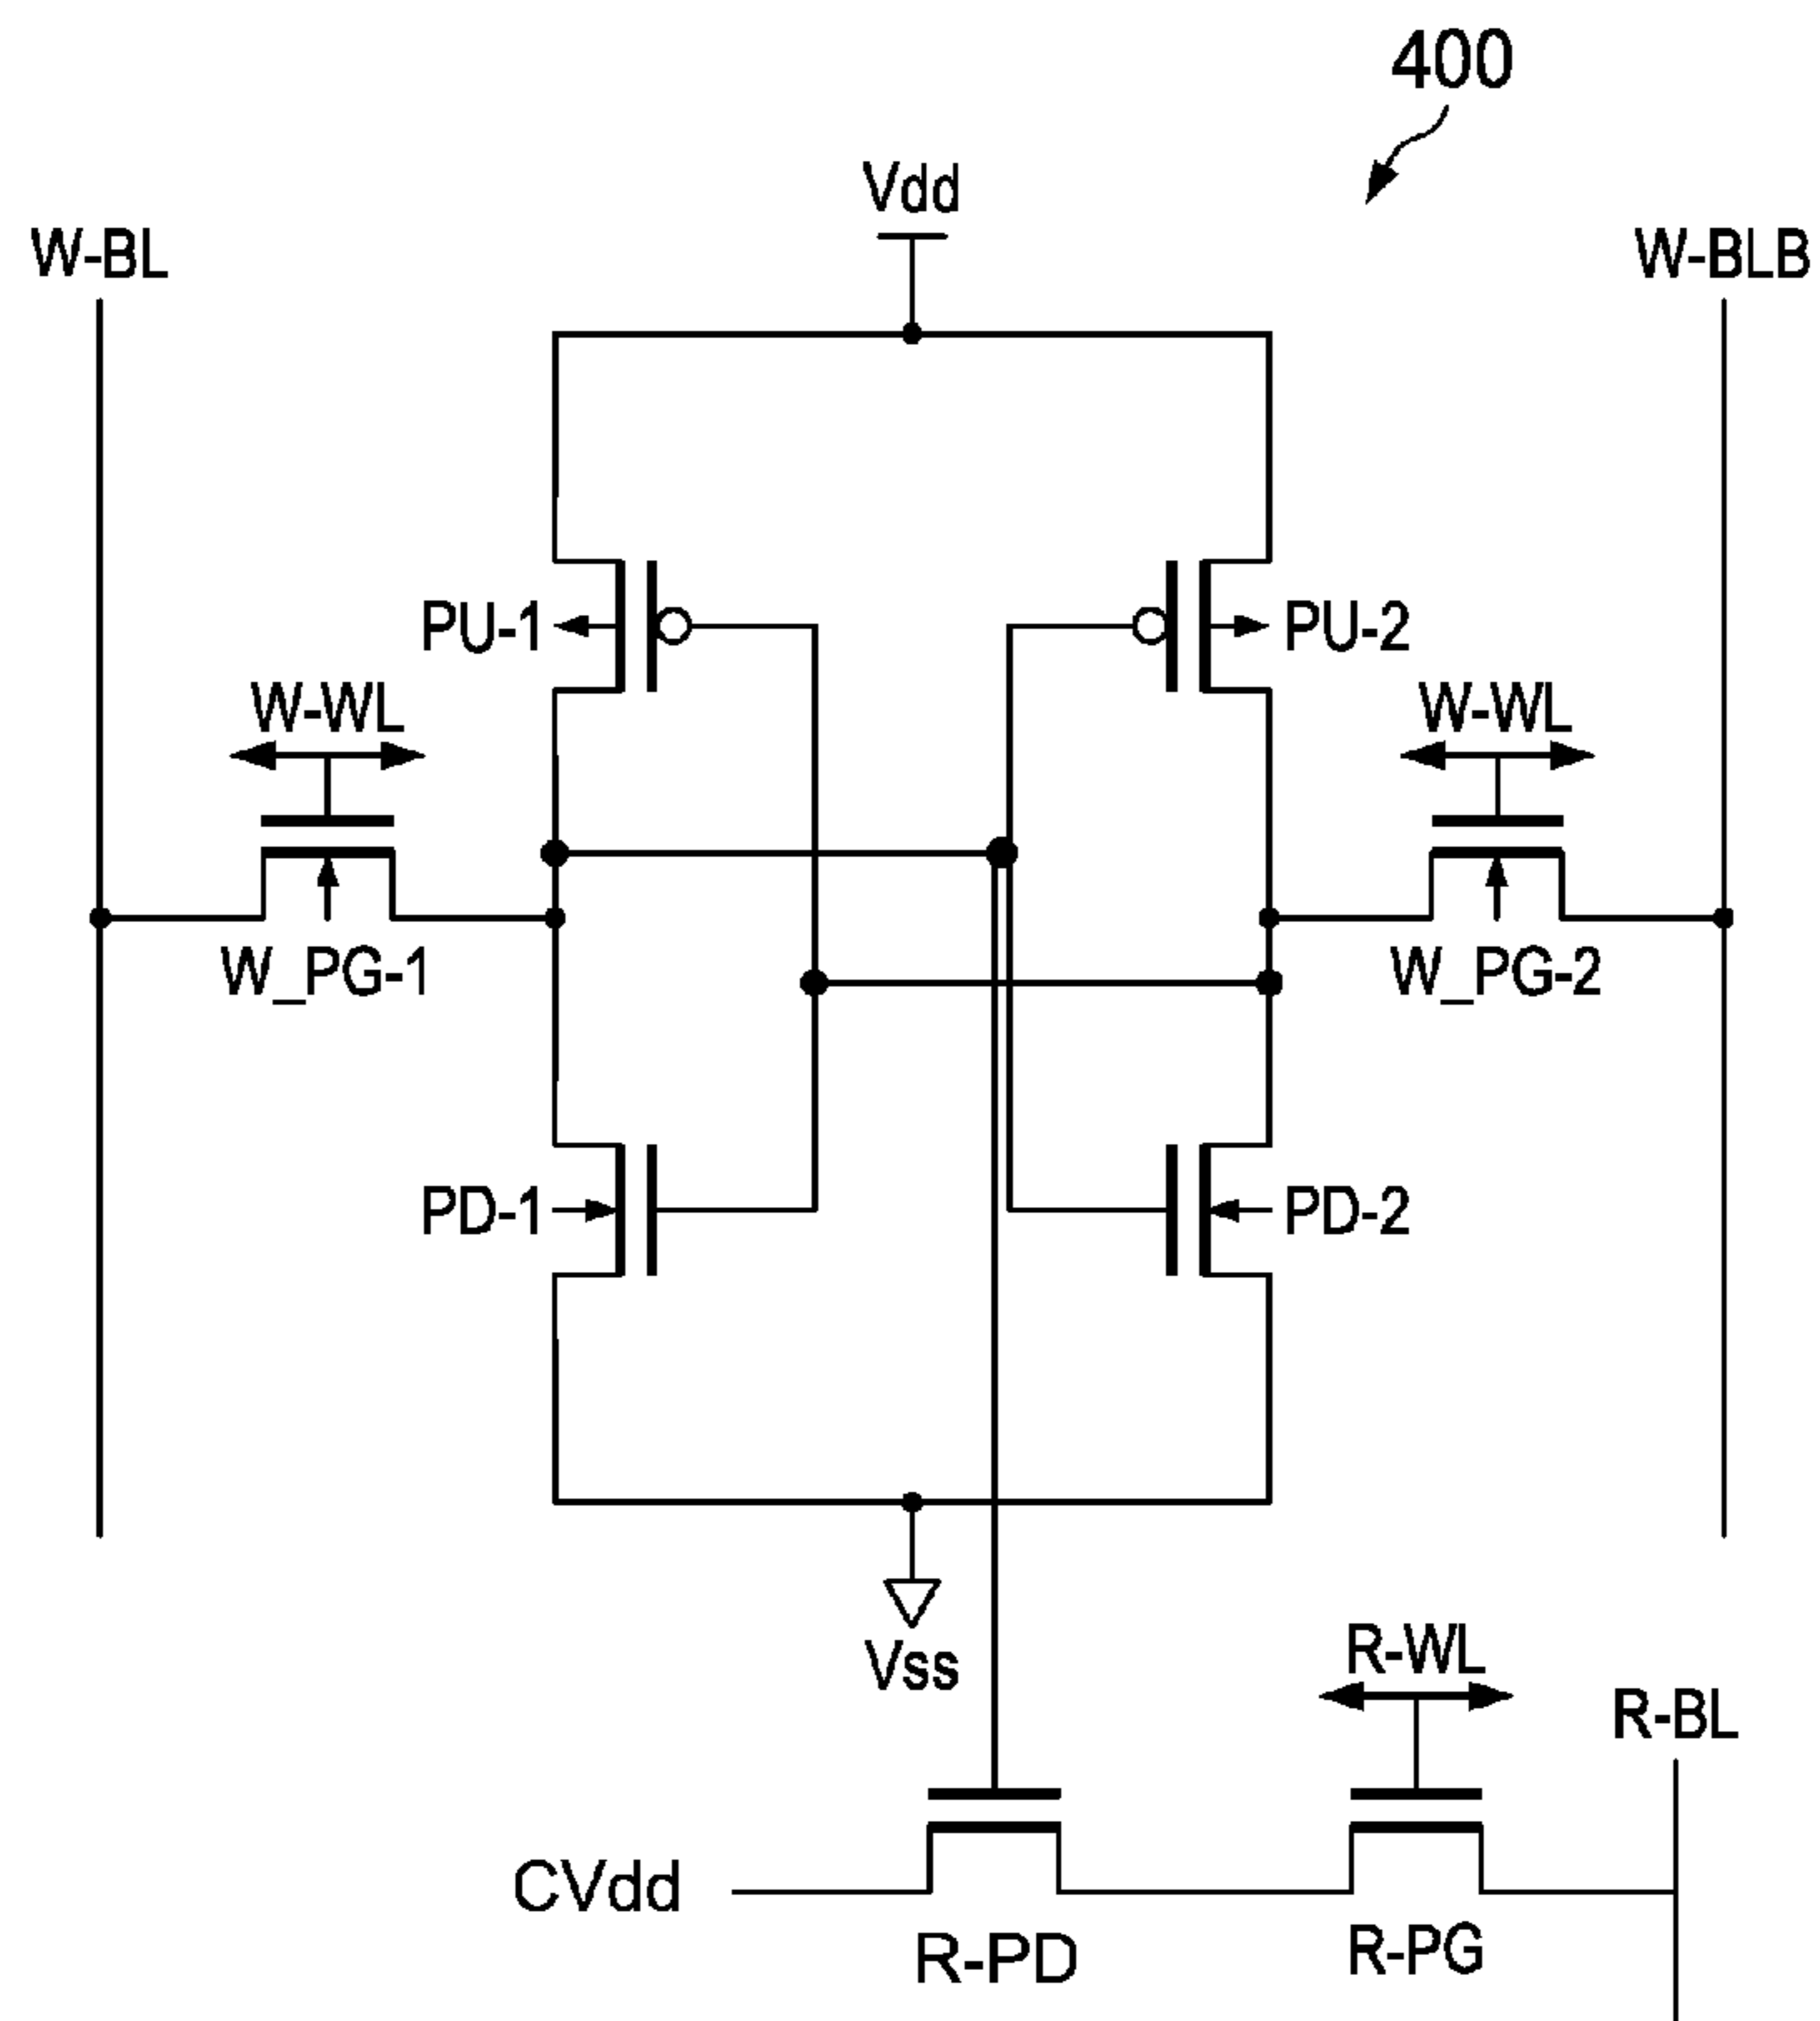 400
Vdd
W-BL
W-BLB
PU-1
PU-2
W-WL
W-WL
W_PG-1
W_PG-2
PD-1
PD-2
Vss
R-WL
R-BL
CVdd
R-PD
R-PG